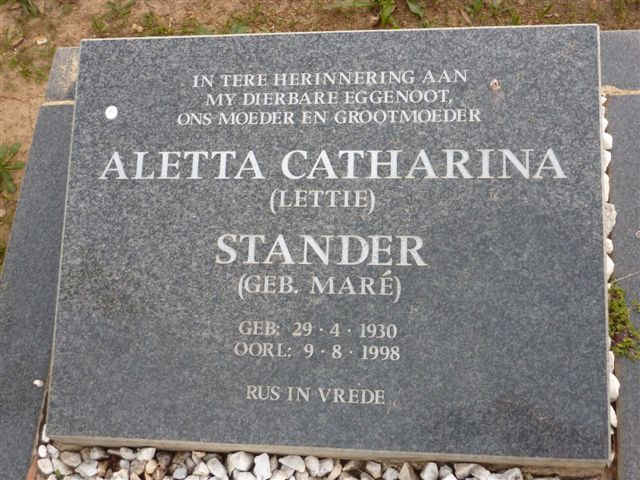 IN TERE HERINNERING AAN
MY DIERBARE EGGENOOT,
ONS MOEDER EN GROOTMOEDER
ALETTA CATHARINA
(LETTIE)
STANDER
(GEB. MARÉ)
GEB: 29 · 4 · 1930
OORL: 9 · 8 · 1998
RUS IN VREDE